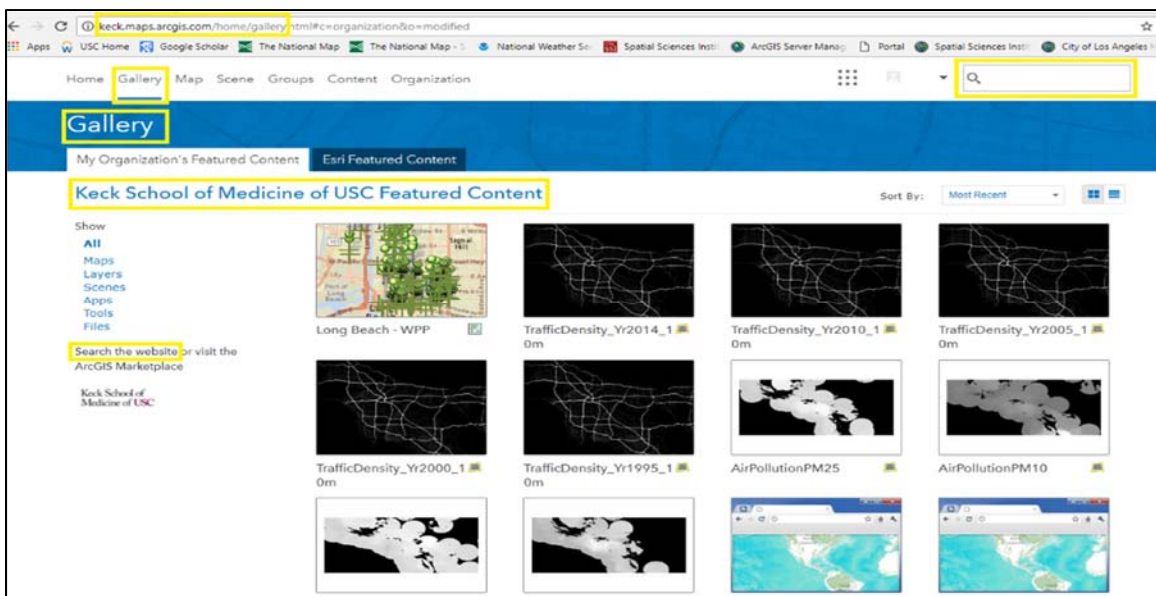 keck.maps.arcgis.com/home/gallery.html#c=organization&o=modified
Apps USC Home Google Scholar The National Map The National Map - S National Weather Se Spatial Sciences Insti ArcGIS Server Manag Portal Spatial Sciences Insti City of Los Angeles
Home Gallery Map Scene Groups Content Organization
Gallery
My Organization's Featured Content Esri Featured Content
Keck School of Medicine of USC Featured Content
Sort By: Most Recent
Show
All
Maps
Layers
Scenes
Apps
Tools
Files
Search the website or visit the
ArcGIS Marketplace
Keck School of
Medicine of USC
Signal
Hill
Long Beach - WPP
TrafficDensity_Yr2014_1
0m
TrafficDensity_Yr2010_1
0m
TrafficDensity_Yr2005_1
0m
TrafficDensity_Yr2000_1
0m
TrafficDensity_Yr1995_1
0m
AirPollutionPM25
AirPollutionPM10